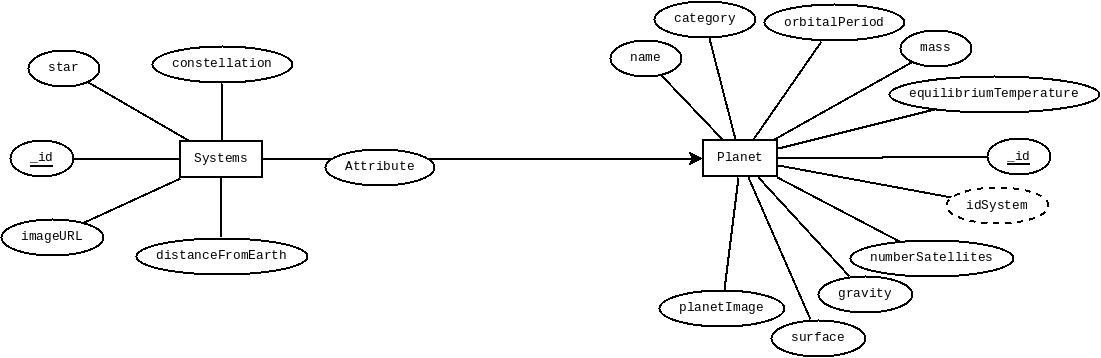 category
orbitalPeriod
name
mass
star
constellation
equilibriumTemperature
_id
Systems
Attribute
Planet
_id
idSystem
imageURL
distanceFromEarth
numberSatellites
gravity
planetImage
surface